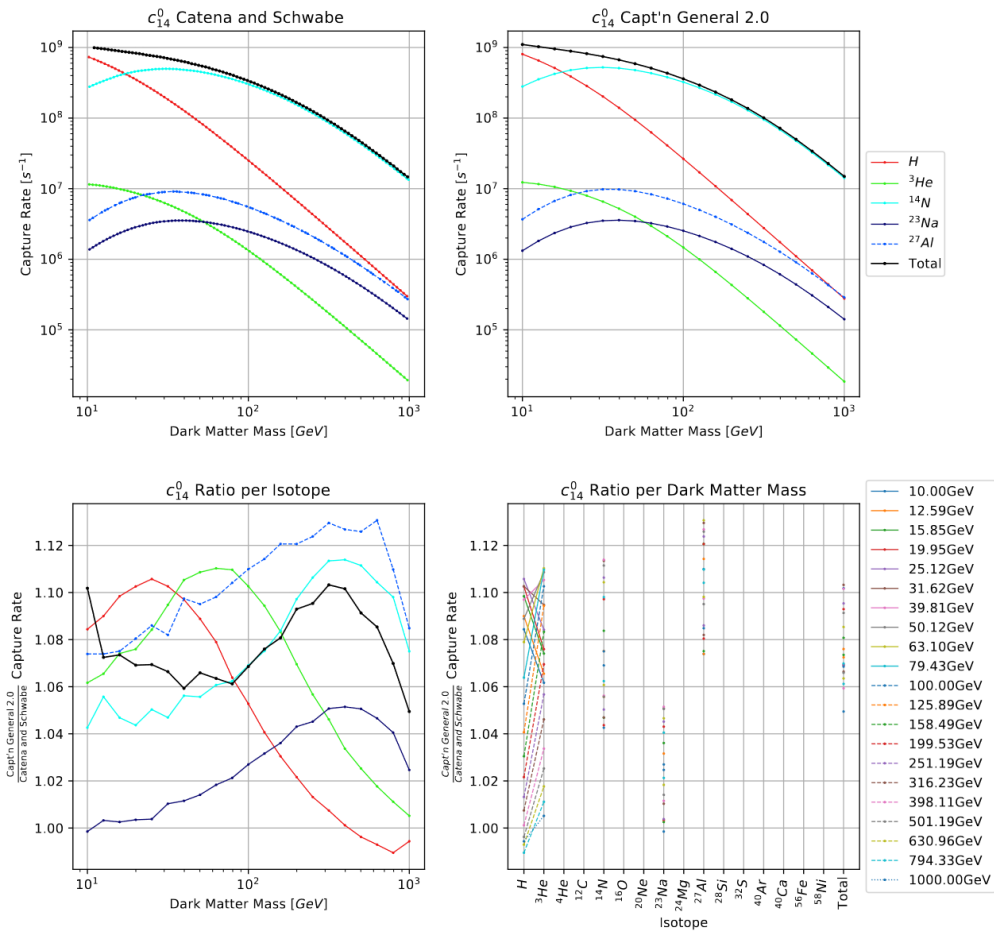 c⁰₁₄ Catena and Schwabe
10⁹
10⁸
10⁷
10⁶
10⁵
Capture Rate [s⁻¹]
10¹
10²
10³
Dark Matter Mass [GeV]
c⁰₁₄ Capt'n General 2.0
10⁹
10⁸
10⁷
10⁶
10⁵
Capture Rate [s⁻¹]
10¹
10²
10³
Dark Matter Mass [GeV]
H
³He
¹⁴N
²³Na
²⁷Al
Total
c⁰₁₄ Ratio per Isotope
1.12
1.10
1.08
1.06
1.04
1.02
1.00
Capt'n General 2.0
Catena and Schwabe
Capture Rate
10¹
10²
10³
Dark Matter Mass [GeV]
c⁰₁₄ Ratio per Dark Matter Mass
1.12
1.10
1.08
1.06
1.04
1.02
1.00
Capt'n General 2.0
Catena and Schwabe
Capture Rate
H
³He
⁴He
¹²C
¹⁴N
¹⁶O
²⁰Ne
²³Na
²⁴Mg
²⁷Al
²⁸Si
³²S
⁴⁰Ar
⁴⁰Ca
⁵⁶Fe
⁵⁸Ni
Total
Isotope
10.00GeV
12.59GeV
15.85GeV
19.95GeV
25.12GeV
31.62GeV
39.81GeV
50.12GeV
63.10GeV
79.43GeV
100.00GeV
125.89GeV
158.49GeV
199.53GeV
251.19GeV
316.23GeV
398.11GeV
501.19GeV
630.96GeV
794.33GeV
1000.00GeV